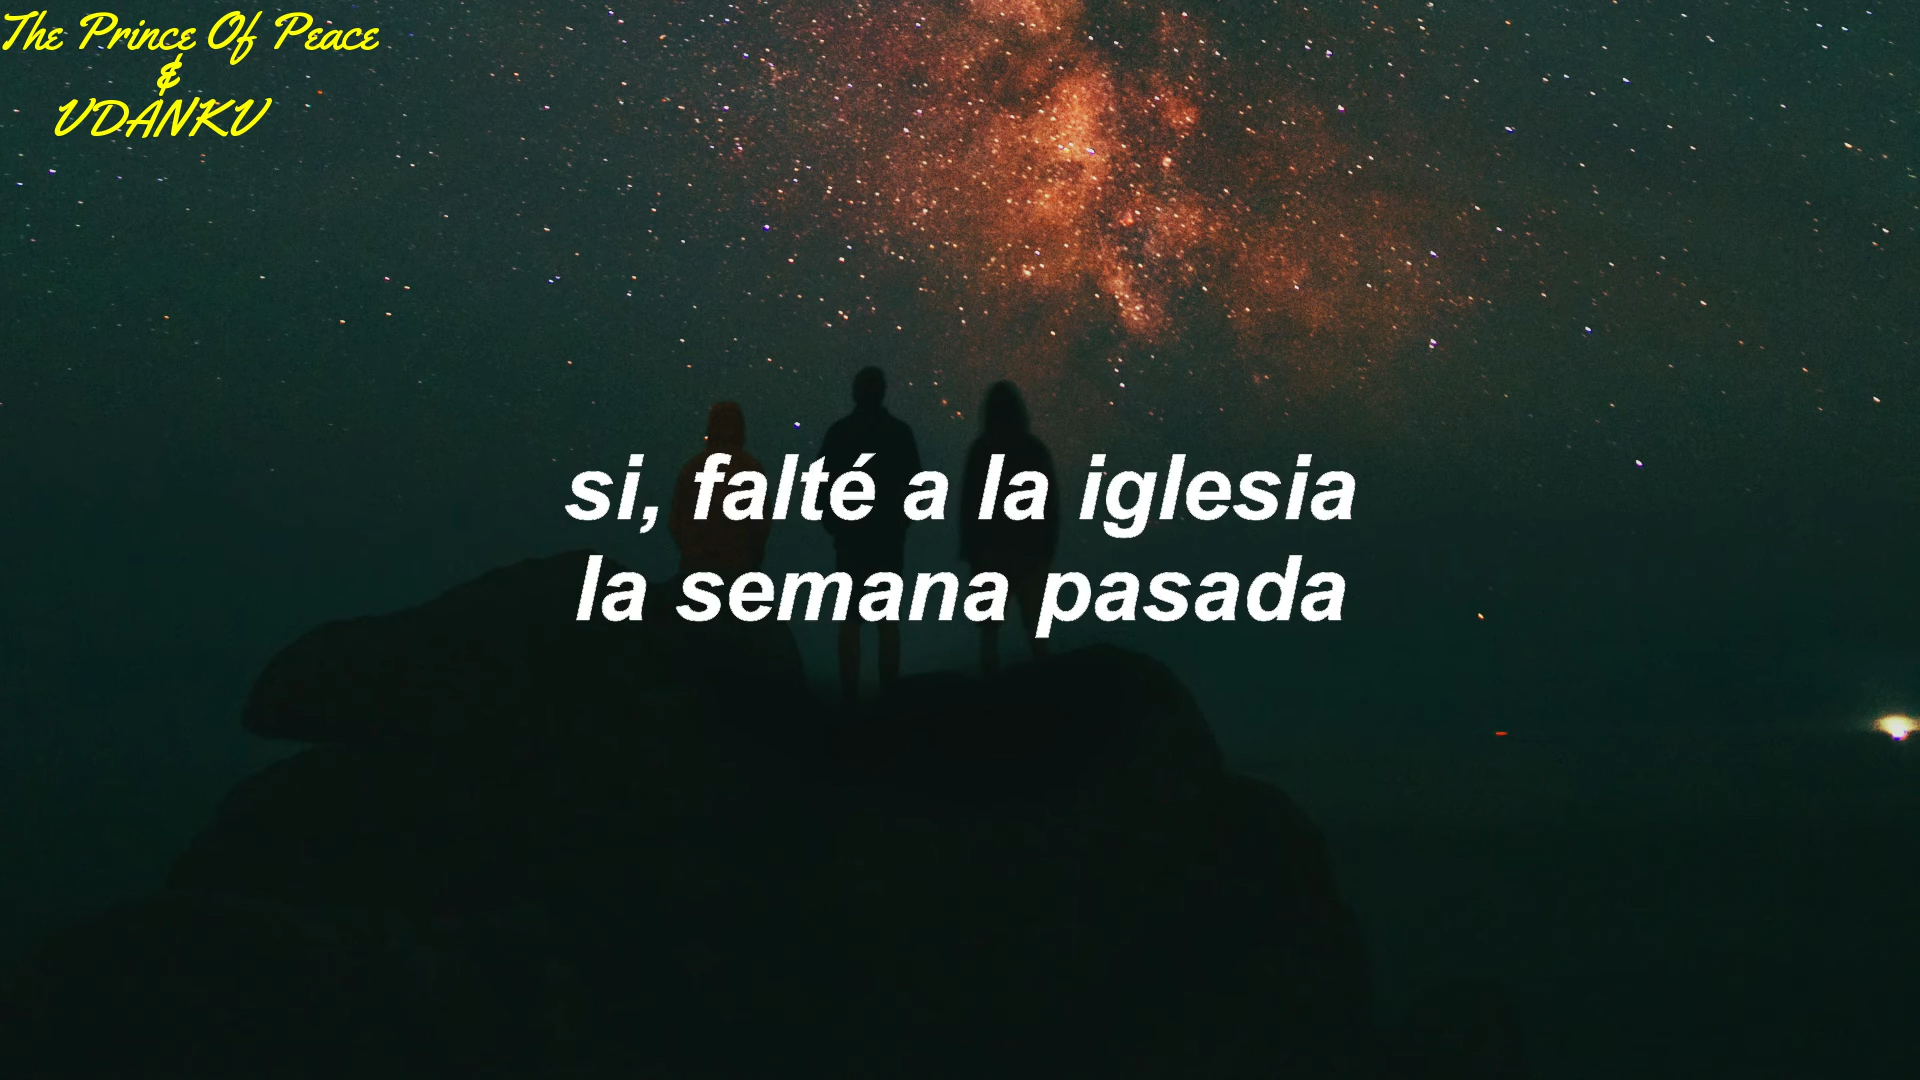 The Prince Of Peace
&
VDANKV
si, falté a la iglesia
la semana pasada